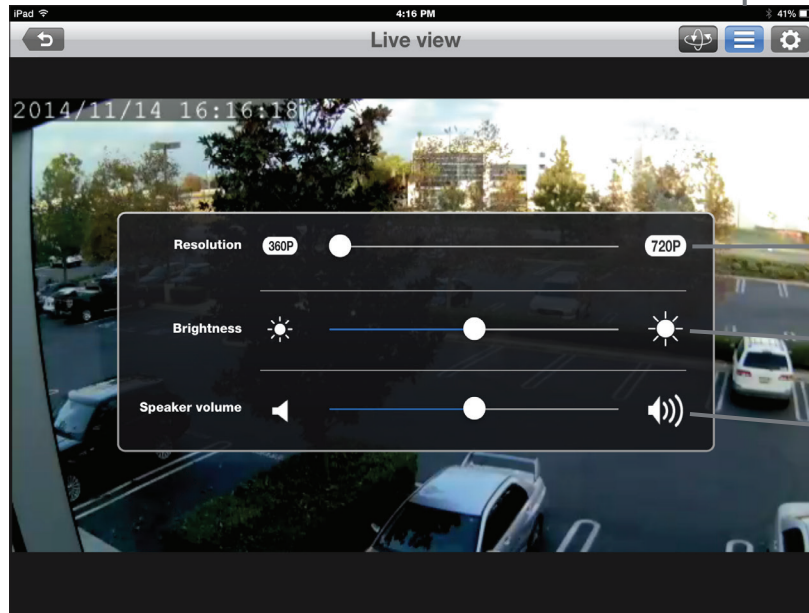 iPad 4:16 PM 41%
Live view
2014/11/14 16:16:18
Resolution 360P 720P
Brightness
Speaker volume